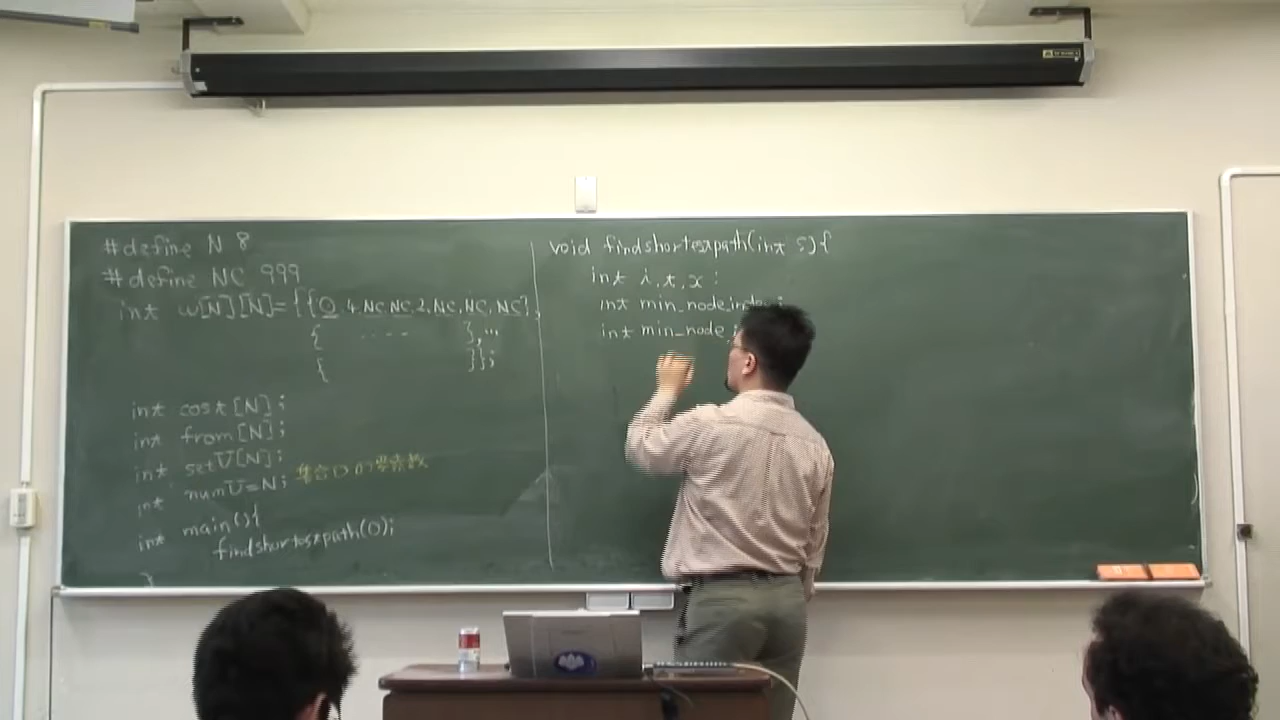 #define N 8
#define NC 999
int w[N][N]={{0,4,NC,NC,2,NC,NC,NC},
{ ..... },...
{ }};
int cost[N];
int from[N];
int setU[N];
int numU=N; 集合Uの要素数
int main(){
findshortestpath(0);
}
void findshortestpath(int s){
int i,t,x;
int min_node_index;
int min_node;